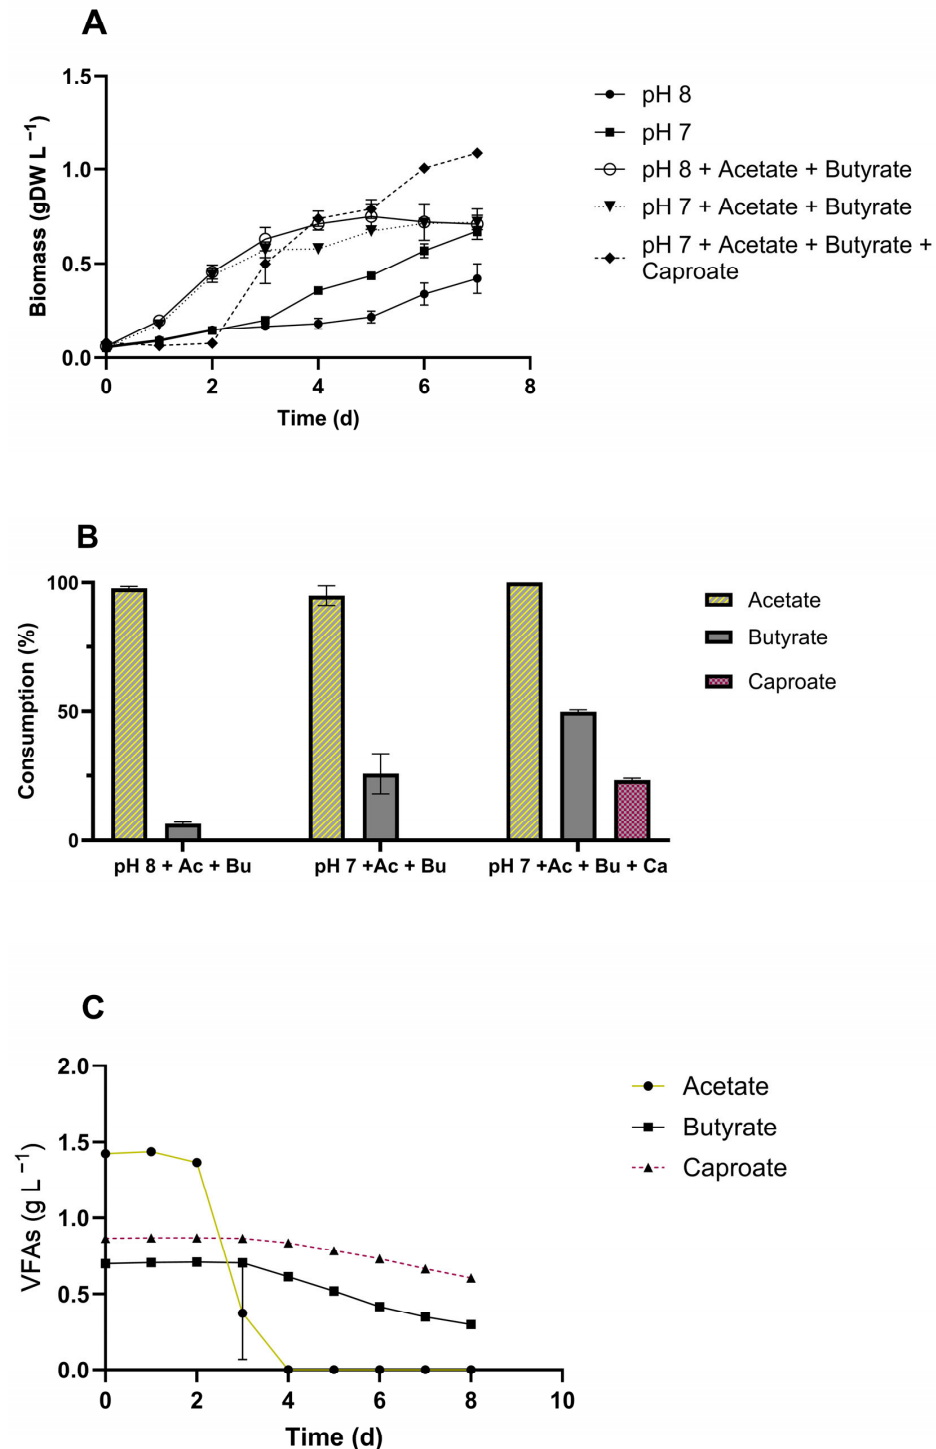 A
1.5
1.0
0.5
0.0
Biomass (gDW L⁻¹)
0 2 4 6 8
Time (d)
pH 8
pH 7
pH 8 + Acetate + Butyrate
pH 7 + Acetate + Butyrate
pH 7 + Acetate + Butyrate +
Caproate
B
100
50
0
Consumption (%)
pH 8 + Ac + Bu
pH 7 +Ac + Bu
pH 7 +Ac + Bu + Ca
Acetate
Butyrate
Caproate
C
2.0
1.5
1.0
0.5
0.0
VFAs (g L⁻¹)
0 2 4 6 8 10
Time (d)
Acetate
Butyrate
Caproate